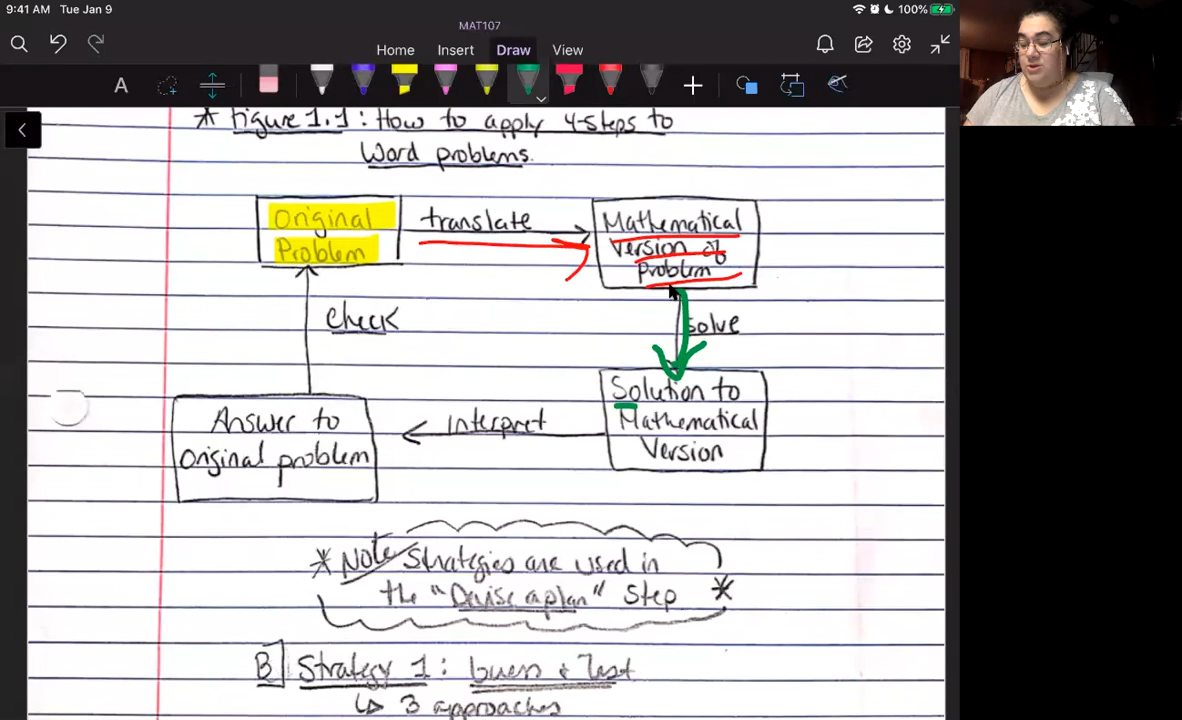 9:41 AM Tue Jan 9
100%
MAT107
Home Insert Draw View
A
* Figure 1.1: How to apply 4-steps to
Word problems.
Original
Problem
translate
Mathematical
Version of
Problem
check
solve
Answer to
Original problem
interpret
Solution to
Mathematical
Version
* Note Strategies are used in
the "Devise a plan" Step *
B Strategy 1: Guess + Test
↳ 3 approaches